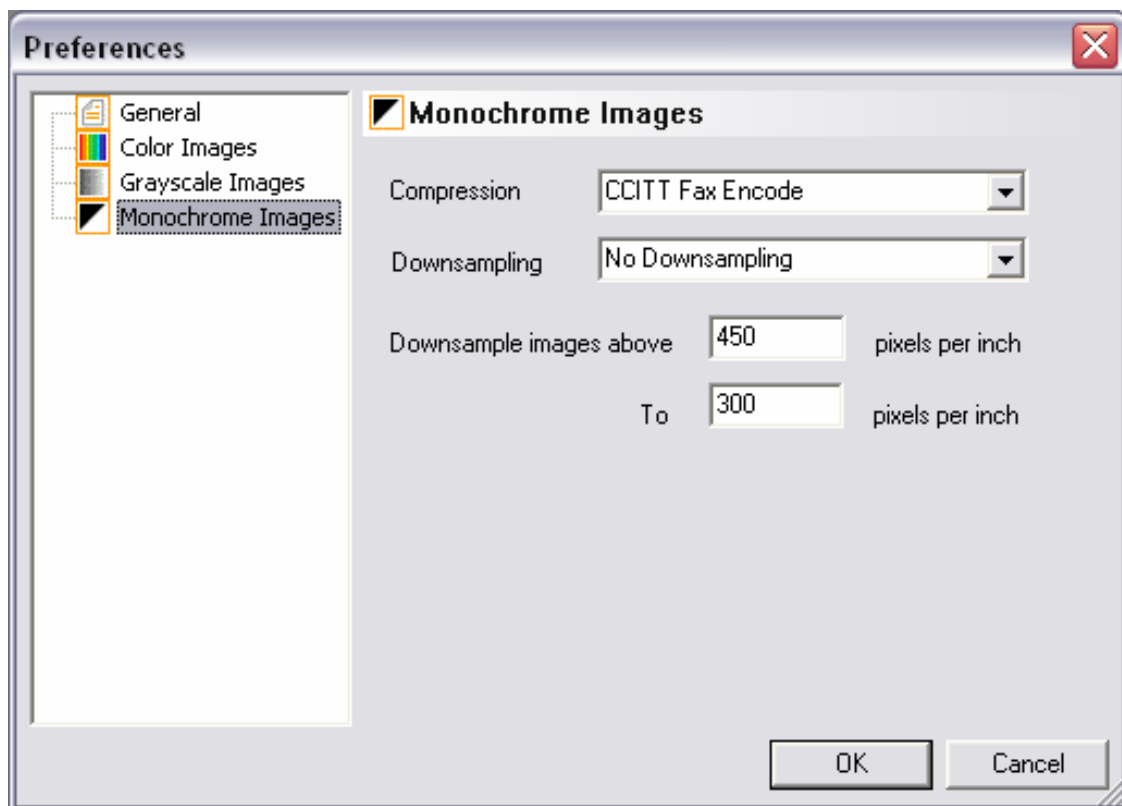 Preferences
General
Color Images
Grayscale Images
Monochrome Images
Monochrome Images
Compression CCITT Fax Encode
Downsampling No Downsampling
Downsample images above 450 pixels per inch
To 300 pixels per inch
OK Cancel